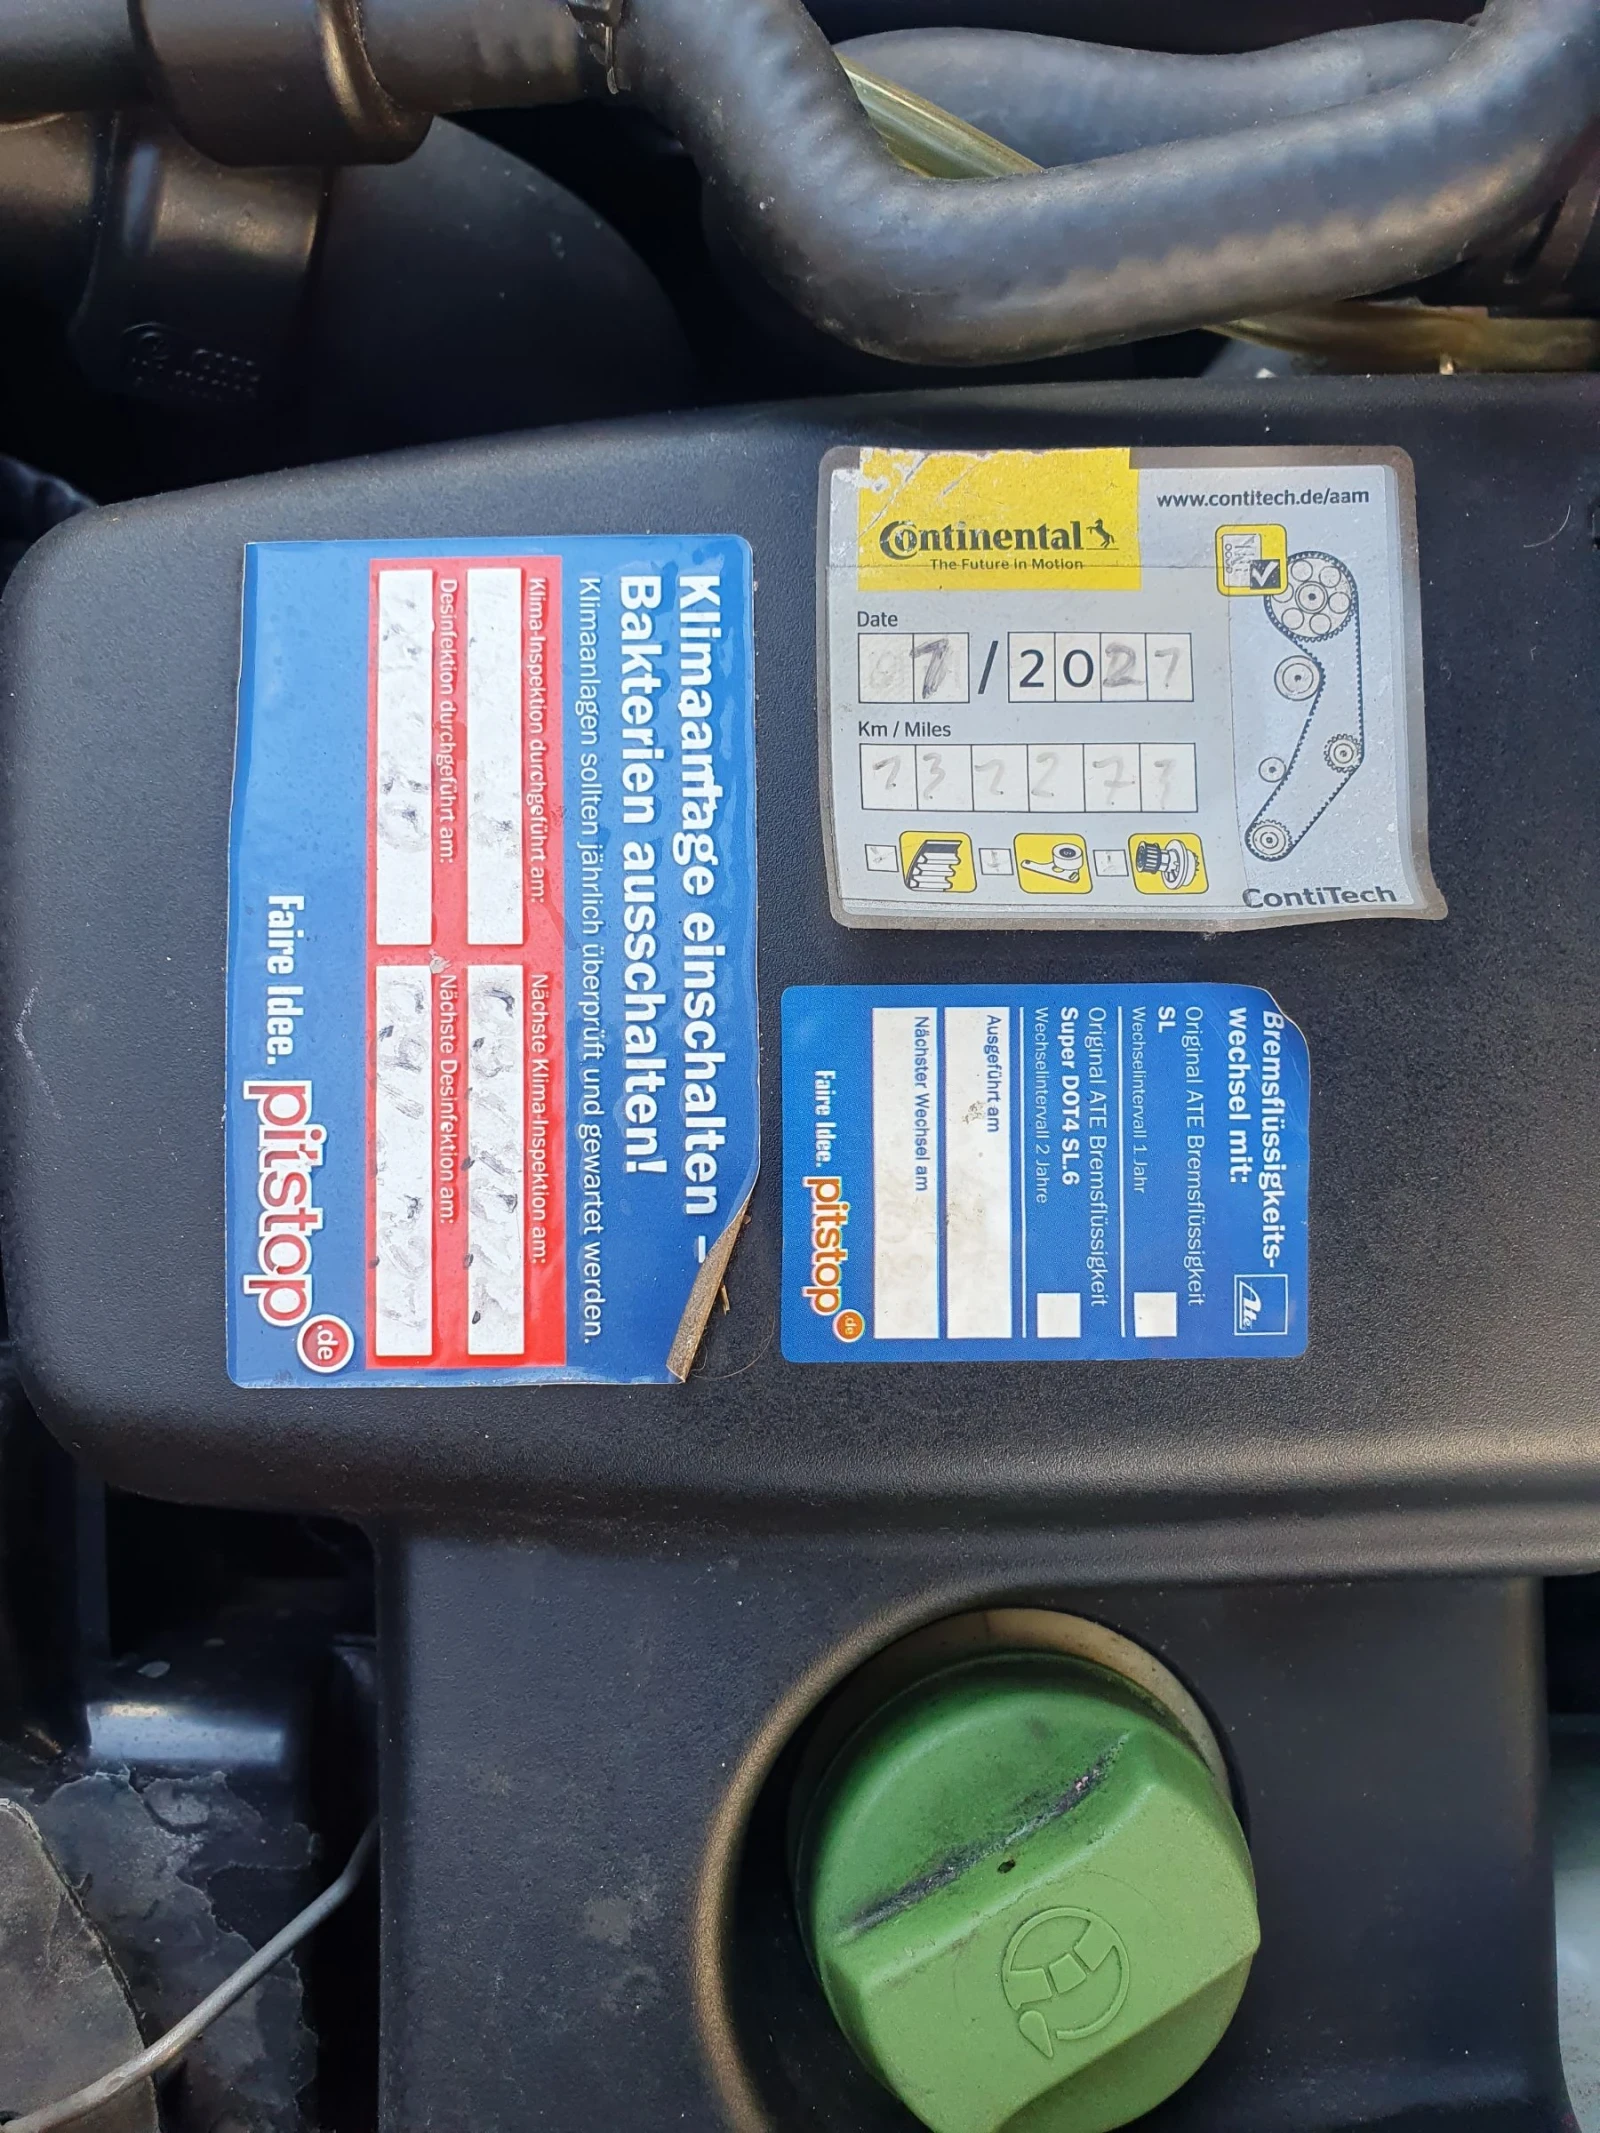 www.contitech.de/aam
Continental
The Future in Motion
Date
/ 20
Km / Miles
ContiTech
Klimaanlage einschalten –
Bakterien ausschalten!
Klimaanlagen sollten jährlich überprüft und gewartet werden.
Klima-Inspektion durchgeführt am:
Nächste Klima-Inspektion am:
Desinfektion durchgeführt am:
Nächste Desinfektion am:
Faire Idee. pitstop.de
Bremsflüssigkeits-
wechsel mit:
Ate
Original ATE Bremsflüssigkeit
SL
Wechselintervall 1 Jahr
Original ATE Bremsflüssigkeit
Super DOT4 SL.6
Wechselintervall 2 Jahre
Ausgeführt am
Nächster Wechsel am
Faire Idee. pitstop.de